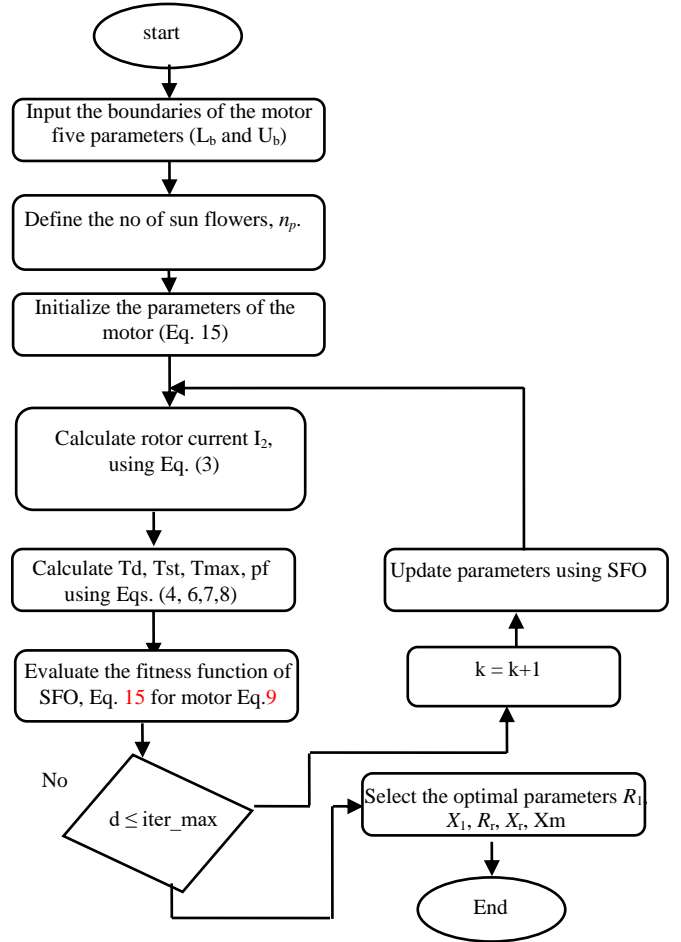 start
Input the boundaries of the motor
five parameters (Lb and Ub)
Define the no of sun flowers, np.
Initialize the parameters of the
motor (Eq. 15)
Calculate rotor current I2,
using Eq. (3)
Calculate Td, Tst, Tmax, pf
using Eqs. (4, 6,7,8)
Evaluate the fitness function of
SFO, Eq. 15 for motor Eq.9
No
d ≤ iter_max
Update parameters using SFO
k = k+1
Select the optimal parameters R1,
X1, Rr, Xr, Xm
End